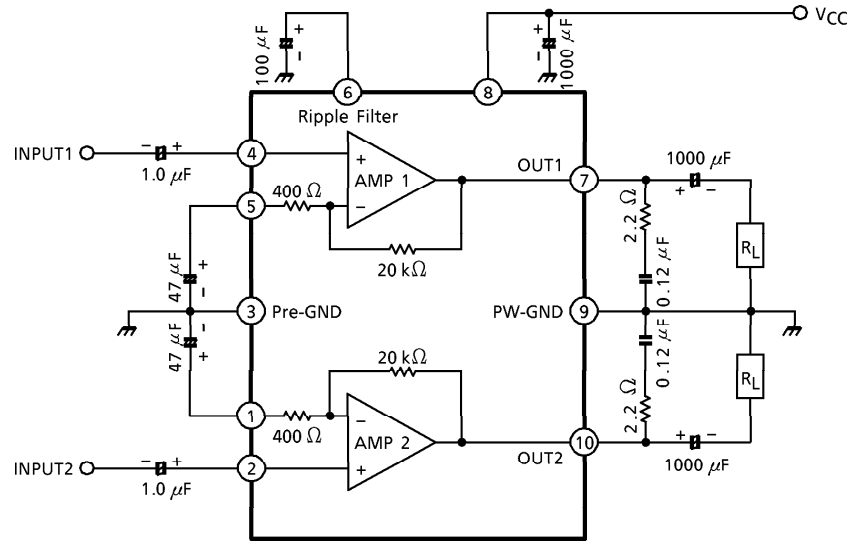 100 μF
+
−
+
−
1000 μF
VCC
6
8
Ripple Filter
INPUT1
− +
1.0 μF
4
+
AMP 1
−
OUT1
7
1000 μF
+ −
5
400 Ω
20 kΩ
2.2 Ω
0.12 μF
RL
47 μF
+
−
3
Pre-GND
PW-GND
9
47 μF
−
+
20 kΩ
0.12 μF
2.2 Ω
RL
1
400 Ω
−
AMP 2
+
OUT2
10
+ −
1000 μF
INPUT2
− +
1.0 μF
2